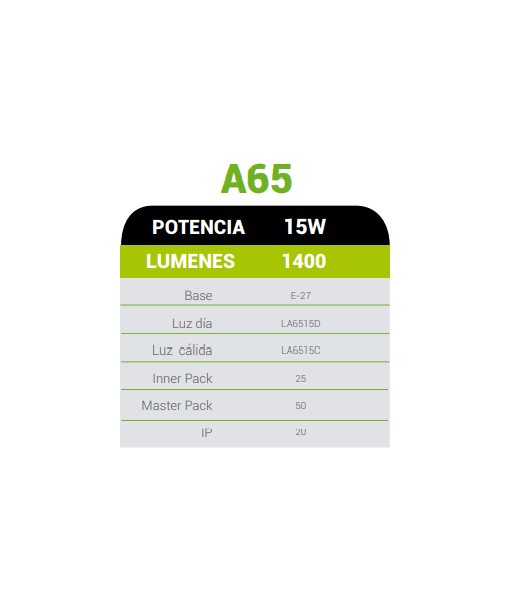 A65
POTENCIA 15W
LUMENES 1400
Base E-27
Luz día LA6515D
Luz cálida LA6515C
Inner Pack 25
Master Pack 50
IP 20